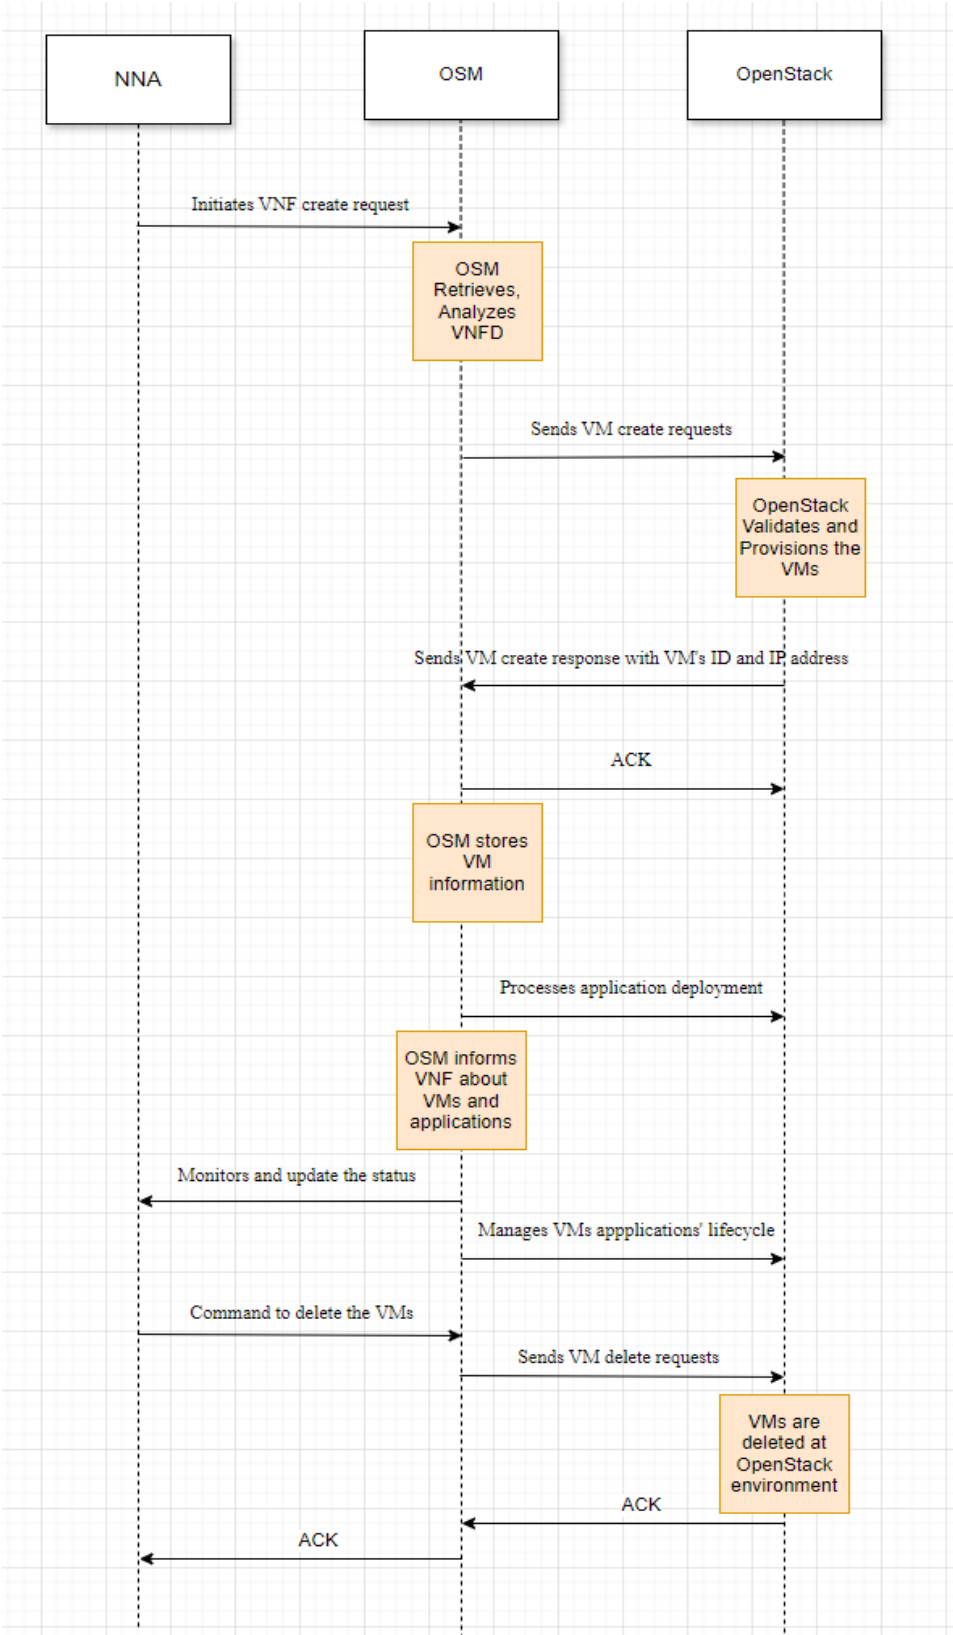 NNA
OSM
OpenStack
Initiates VNF create request
OSM
Retrieves,
Analyzes
VNFD
Sends VM create requests
OpenStack
Validates and
Provisions the
VMs
Sends VM create response with VM's ID and IP address
ACK
OSM stores
VM
information
Processes application deployment
OSM informs
VNF about
VMs and
applications
Monitors and update the status
Manages VMs appplications' lifecycle
Command to delete the VMs
Sends VM delete requests
VMs are
deleted at
OpenStack
environment
ACK
ACK